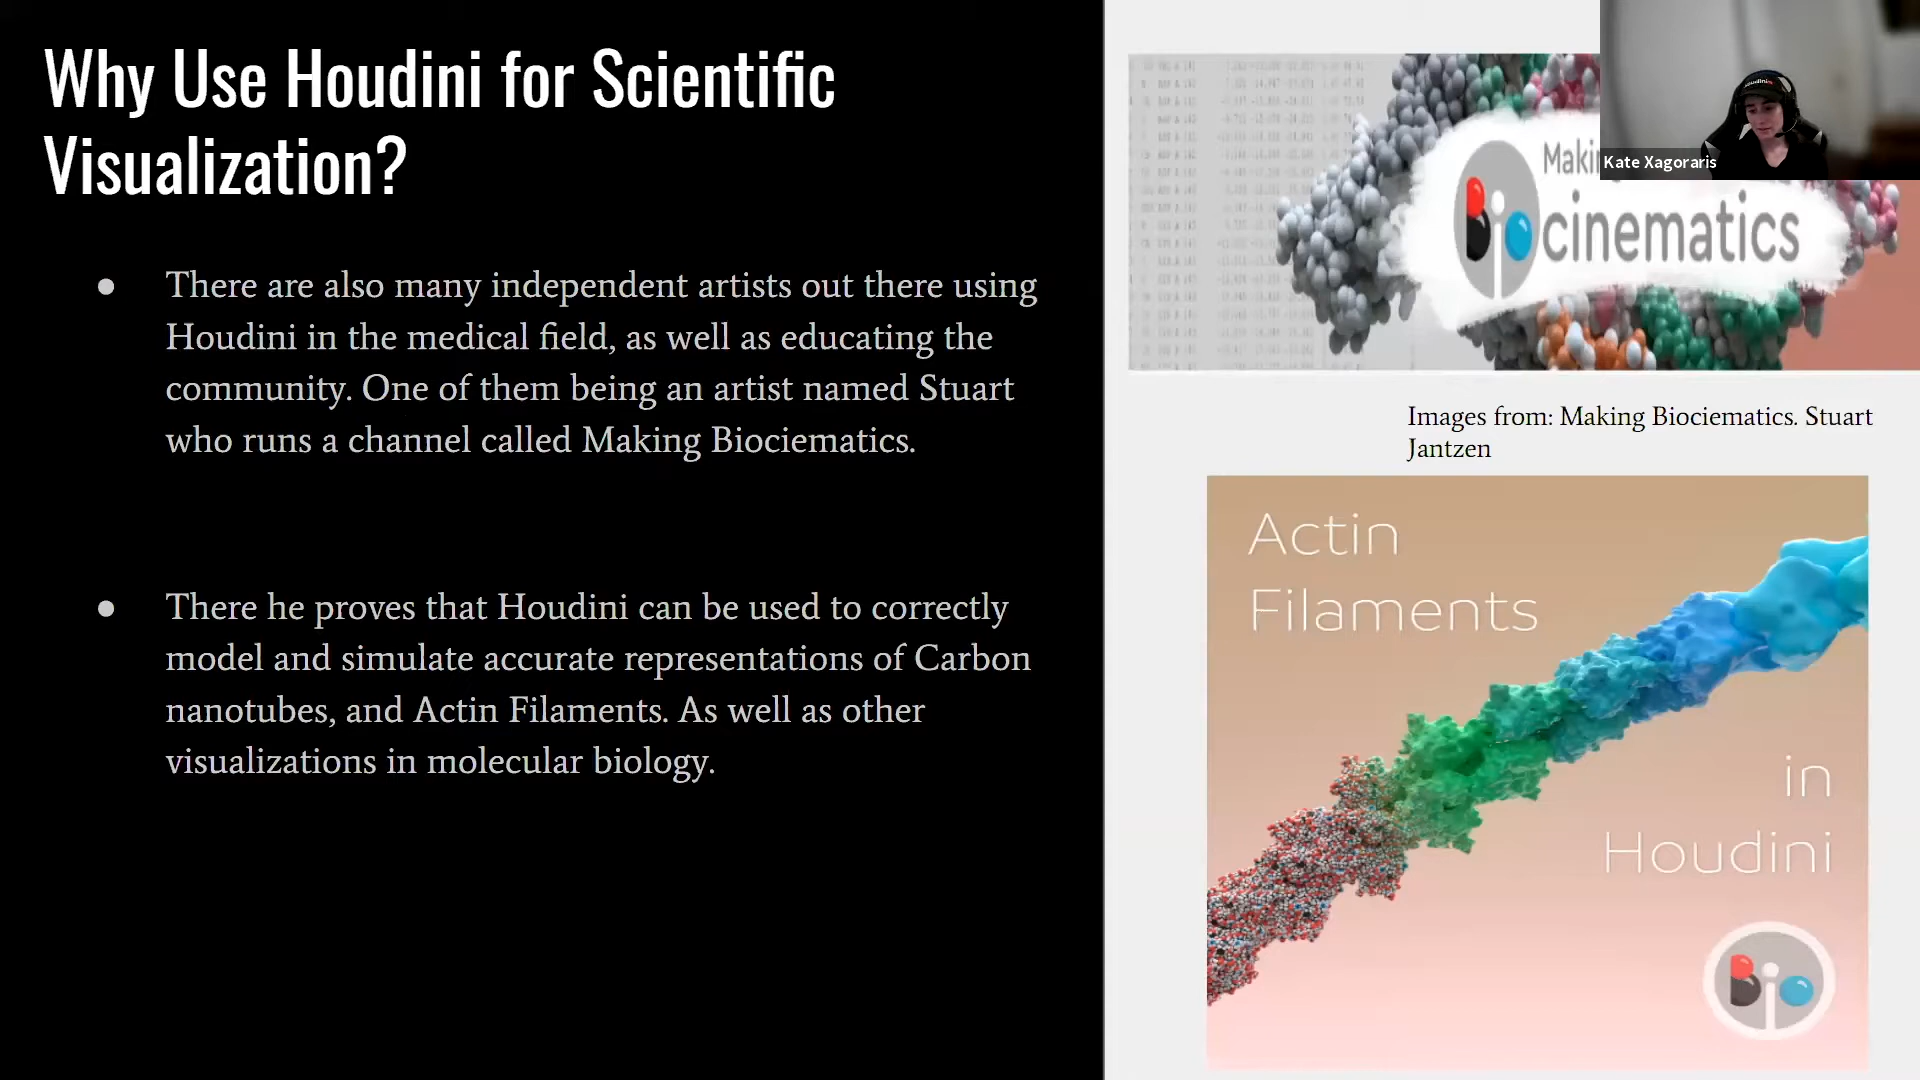 Why Use Houdini for Scientific
Visualization?
● There are also many independent artists out there using
Houdini in the medical field, as well as educating the
community. One of them being an artist named Stuart
who runs a channel called Making Biociematics.
● There he proves that Houdini can be used to correctly
model and simulate accurate representations of Carbon
nanotubes, and Actin Filaments. As well as other
visualizations in molecular biology.
Kate Xagoraris
Biocinematics
Images from: Making Biociematics. Stuart
Jantzen
Actin
Filaments
in
Houdini
Bio